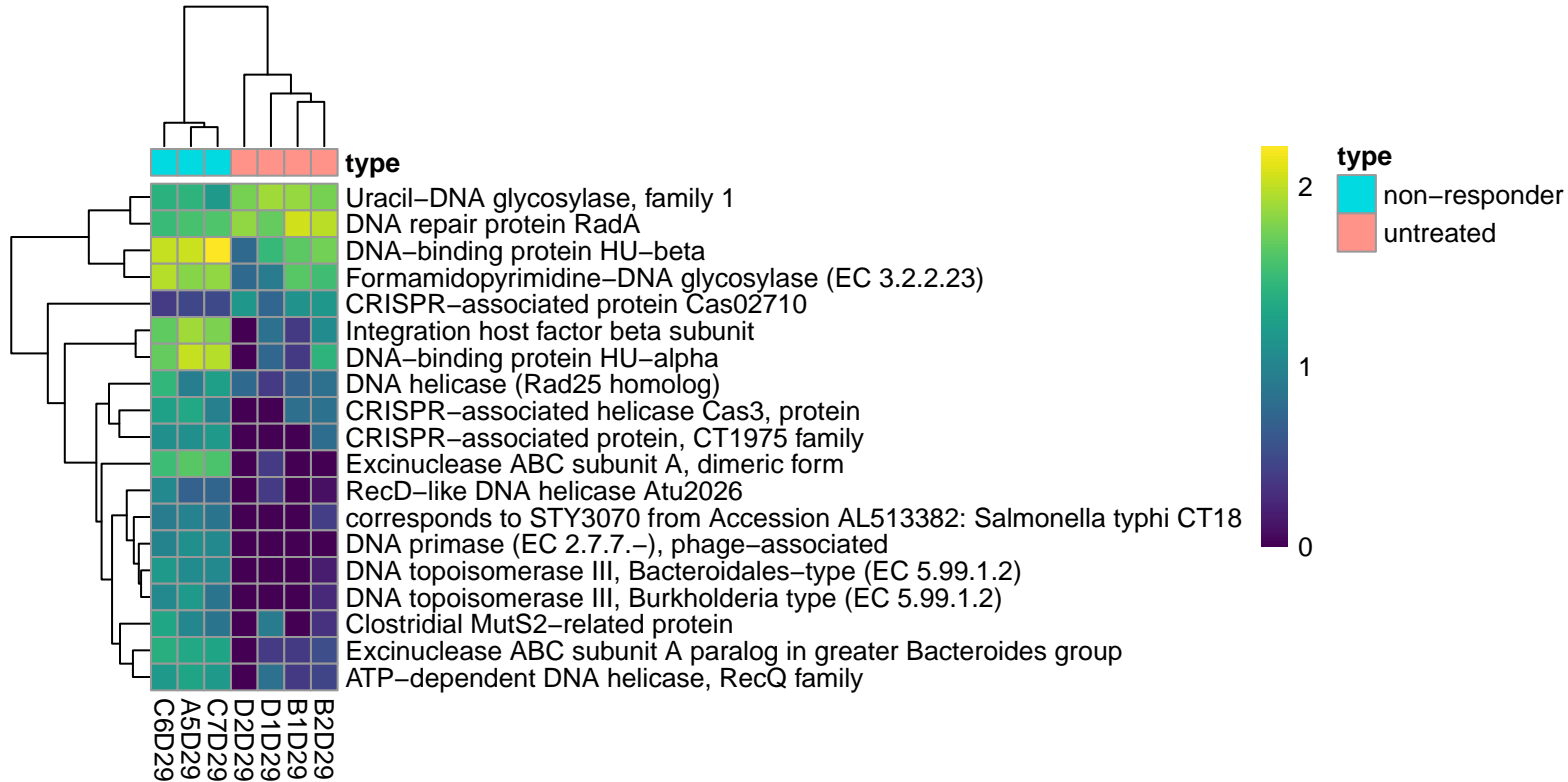 type
Uracil−DNA glycosylase, family 1
DNA repair protein RadA
DNA−binding protein HU−beta
Formamidopyrimidine−DNA glycosylase (EC 3.2.2.23)
CRISPR−associated protein Cas02710
Integration host factor beta subunit
DNA−binding protein HU−alpha
DNA helicase (Rad25 homolog)
CRISPR−associated helicase Cas3, protein
CRISPR−associated protein, CT1975 family
Excinuclease ABC subunit A, dimeric form
RecD−like DNA helicase Atu2026
corresponds to STY3070 from Accession AL513382: Salmonella typhi CT18
DNA primase (EC 2.7.7.−), phage−associated
DNA topoisomerase III, Bacteroidales−type (EC 5.99.1.2)
DNA topoisomerase III, Burkholderia type (EC 5.99.1.2)
Clostridial MutS2−related protein
Excinuclease ABC subunit A paralog in greater Bacteroides group
ATP−dependent DNA helicase, RecQ family
C6D29
A5D29
C7D29
D2D29
D1D29
B1D29
B2D29
2
1
0
type
non−responder
untreated